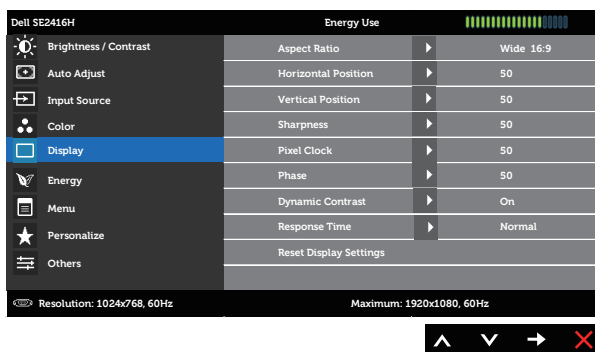 Dell SE2416H Energy Use
Brightness / Contrast
Auto Adjust
Input Source
Color
Display
Energy
Menu
Personalize
Others
Aspect Ratio Wide 16:9
Horizontal Position 50
Vertical Position 50
Sharpness 50
Pixel Clock 50
Phase 50
Dynamic Contrast On
Response Time Normal
Reset Display Settings
Resolution: 1024x768, 60Hz Maximum: 1920x1080, 60Hz